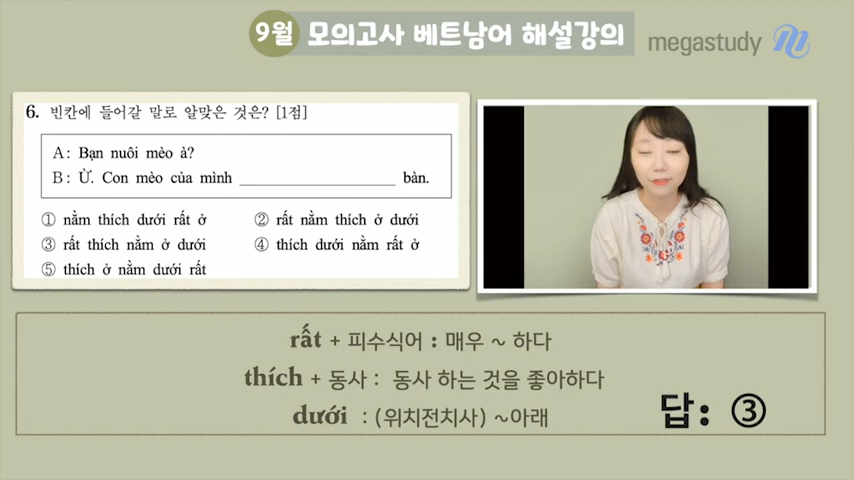 9월 모의고사 베트남어 해설강의
megastudy
6. 빈칸에 들어갈 말로 알맞은 것은? [1점]
A: Bạn nuôi mèo à?
B: Ừ. Con mèo của mình ______________ bàn.
① nằm thích dưới rất ở ② rất nằm thích ở dưới
③ rất thích nằm ở dưới ④ thích dưới nằm rất ở
⑤ thích ở nằm dưới rất
rất + 피수식어 : 매우 ~ 하다
thích + 동사 : 동사 하는 것을 좋아하다
dưới : (위치전치사) ~아래
답: ③